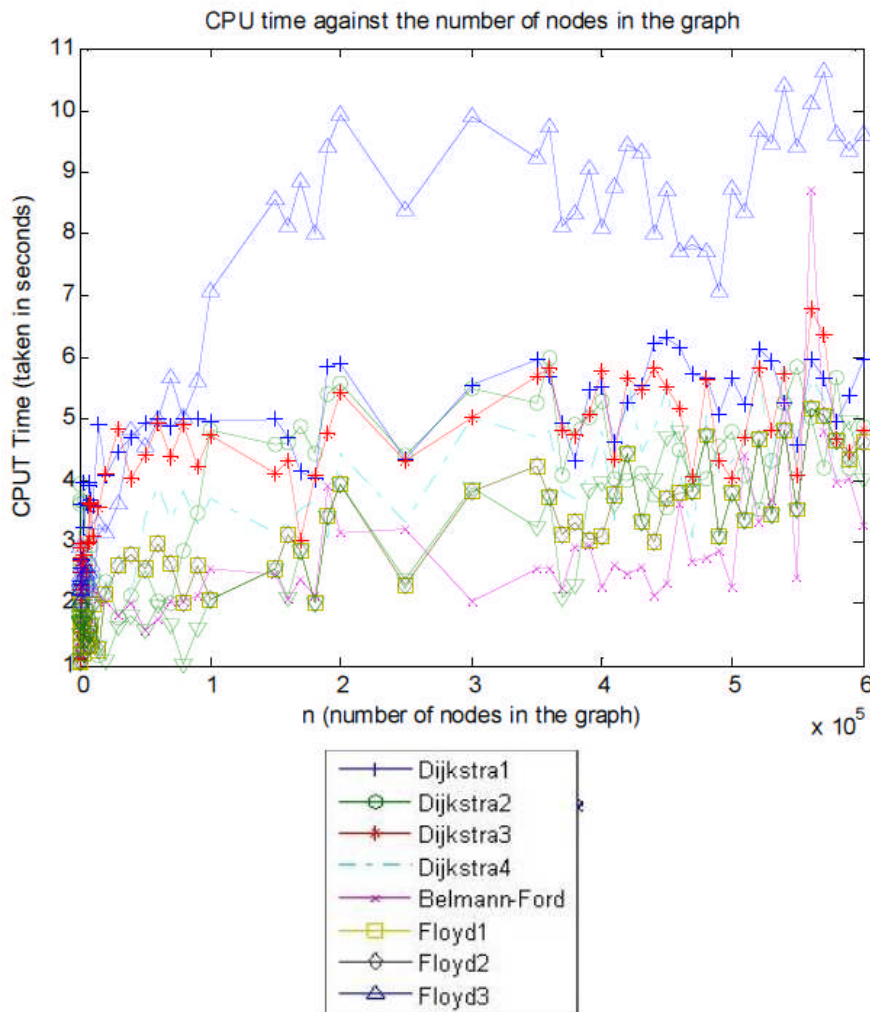 CPU time against the number of nodes in the graph
11
10
9
8
7
6
5
4
3
2
1
CPUT Time (taken in seconds)
0 1 2 3 4 5 6
n (number of nodes in the graph)
x 10^5
Dijkstra1
Dijkstra2
Dijkstra3
Dijkstra4
Belmann-Ford
Floyd1
Floyd2
Floyd3